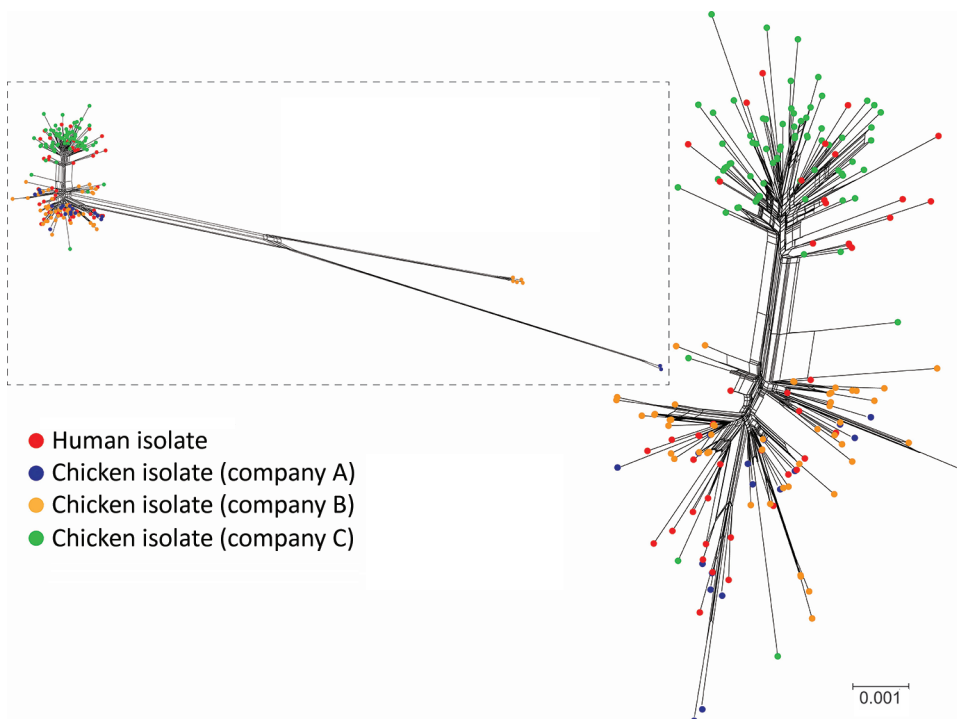 Human isolate
Chicken isolate (company A)
Chicken isolate (company B)
Chicken isolate (company C)
0.001